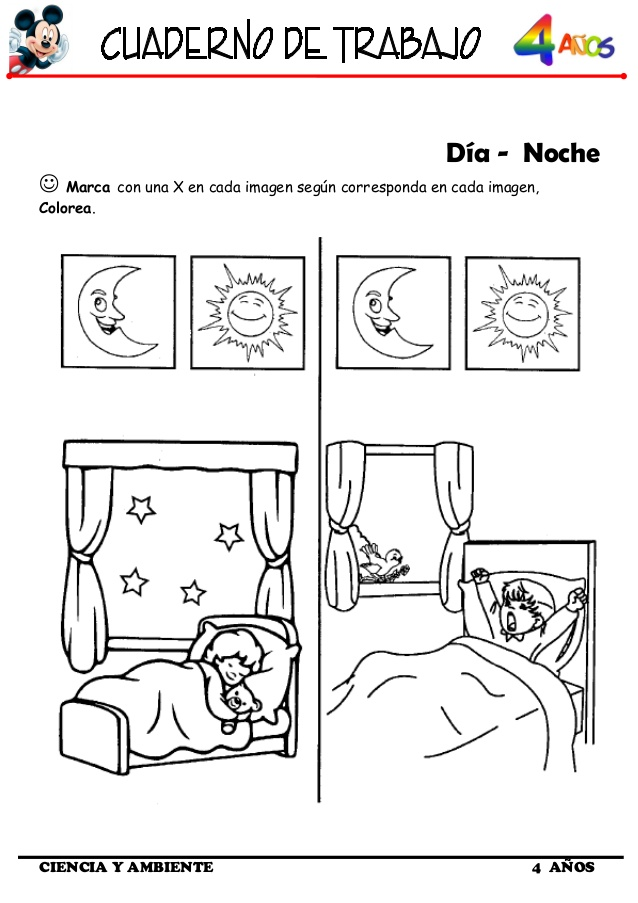 CUADERNO DE TRABAJO 4 AÑOS
Día - Noche
Marca con una X en cada imagen según corresponda en cada imagen,
Colorea.
CIENCIA Y AMBIENTE 4 AÑOS